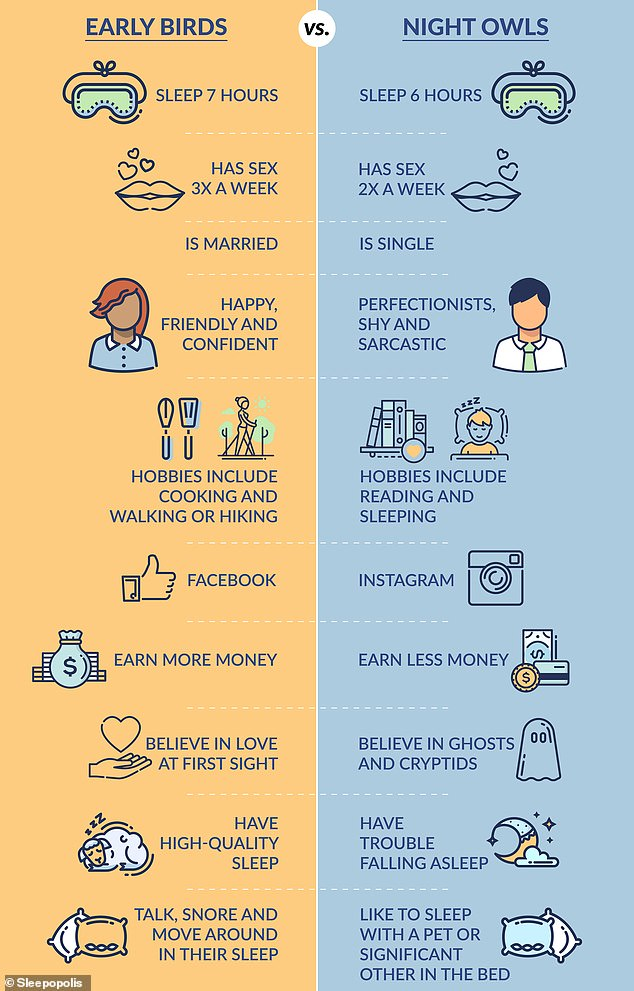 EARLY BIRDS
VS.
NIGHT OWLS
SLEEP 7 HOURS
SLEEP 6 HOURS
HAS SEX
3X A WEEK
HAS SEX
2X A WEEK
IS MARRIED
IS SINGLE
HAPPY,
FRIENDLY AND
CONFIDENT
PERFECTIONISTS,
SHY AND
SARCASTIC
HOBBIES INCLUDE
COOKING AND
WALKING OR HIKING
zzZ
HOBBIES INCLUDE
READING AND
SLEEPING
FACEBOOK
INSTAGRAM
$
EARN MORE MONEY
EARN LESS MONEY
$
$
BELIEVE IN LOVE
AT FIRST SIGHT
BELIEVE IN GHOSTS
AND CRYPTIDS
zzZ
HAVE
HIGH-QUALITY
SLEEP
HAVE
TROUBLE
FALLING ASLEEP
TALK, SNORE AND
MOVE AROUND
IN THEIR SLEEP
LIKE TO SLEEP
WITH A PET OR
SIGNIFICANT
OTHER IN THE BED
© Sleepopolis